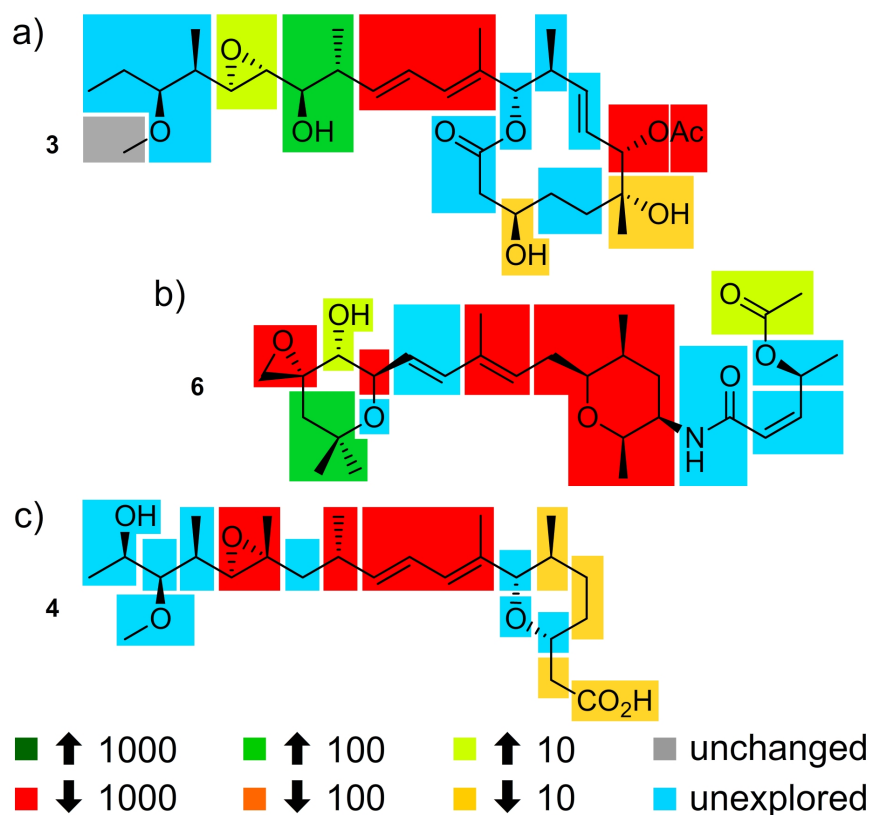 a)
O
O
OH
O
O
OAc
OH
OH
3
b)
O
OH
O
O
N
H
O
O
O
6
c)
OH
O
O
O
CO2H
4
1000 100 10 unchanged
1000 100 10 unexplored